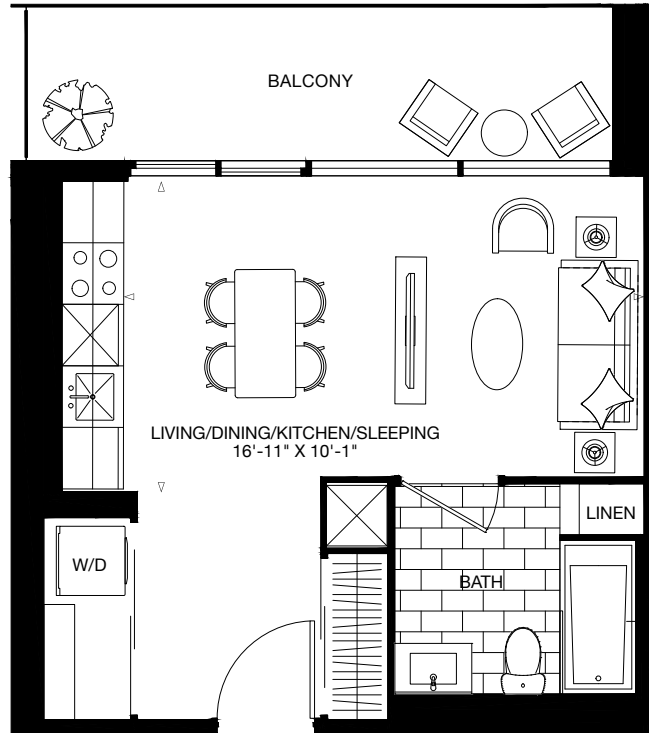 BALCONY
LIVING/DINING/KITCHEN/SLEEPING
16'-11" X 10'-1"
LINEN
W/D
BATH